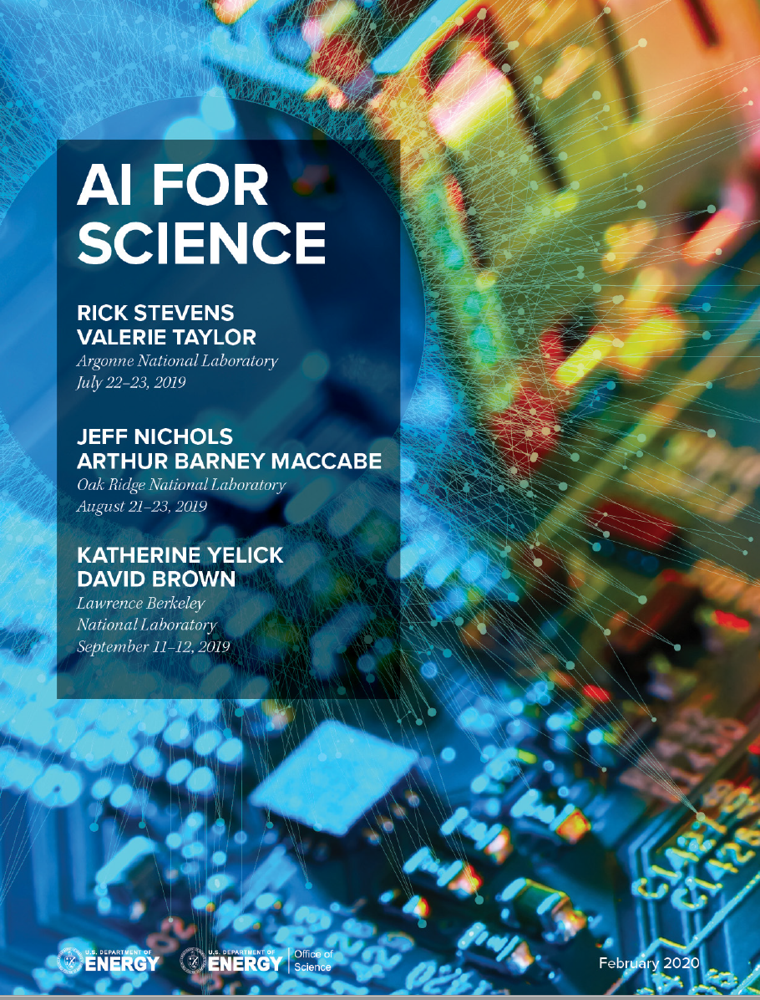 AI FOR
SCIENCE
RICK STEVENS
VALERIE TAYLOR
Argonne National Laboratory
July 22–23, 2019
JEFF NICHOLS
ARTHUR BARNEY MACCABE
Oak Ridge National Laboratory
August 21–23, 2019
KATHERINE YELICK
DAVID BROWN
Lawrence Berkeley
National Laboratory
September 11–12, 2019
U.S. DEPARTMENT OF
ENERGY
U.S. DEPARTMENT OF
ENERGY
Office of
Science
February 2020